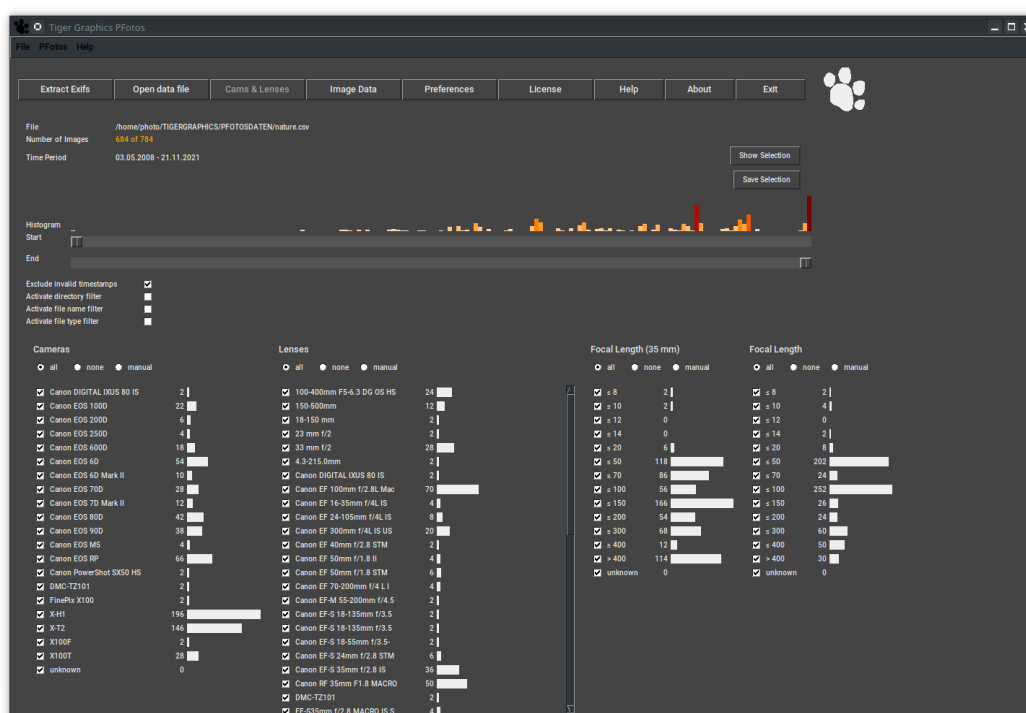 Tiger Graphics PFotos
File PFotos Help
Extract Exifs Open data file Cams & Lenses Image Data Preferences License Help About Exit
File /home/photo/TIGERGRAPHICS/PFOTOSDATEN/nature.csv
Number of Images 684 of 784
Time Period 03.05.2008 - 21.11.2021
Show Selection
Save Selection
Histogram
Start
End
Exclude invalid timestamps
Activate directory filter
Activate file name filter
Activate file type filter
Cameras Lenses Focal Length (35 mm) Focal Length
all none manual all none manual all none manual all none manual
Canon DIGITAL IXUS 80 IS 2 100-400mm F5-6.3 DG OS HS 24 ≤ 8 2 ≤ 8 2
Canon EOS 100D 22 150-500mm 12 ≤ 10 2 ≤ 10 4
Canon EOS 200D 6 18-150 mm 2 ≤ 12 0 ≤ 12 0
Canon EOS 250D 4 23 mm f/2 2 ≤ 14 0 ≤ 14 2
Canon EOS 600D 18 33 mm f/2 28 ≤ 20 6 ≤ 20 8
Canon EOS 6D 54 4.3-215.0mm 2 ≤ 50 118 ≤ 50 202
Canon EOS 6D Mark II 10 Canon DIGITAL IXUS 80 IS 2 ≤ 70 86 ≤ 70 24
Canon EOS 70D 28 Canon EF 100mm f/2.8L Mac 70 ≤ 100 56 ≤ 100 252
Canon EOS 7D Mark II 12 Canon EF 16-35mm f/4L IS 4 ≤ 150 166 ≤ 150 26
Canon EOS 80D 42 Canon EF 24-105mm f/4L IS 8 ≤ 200 54 ≤ 200 24
Canon EOS 90D 38 Canon EF 300mm f/4L IS US 20 ≤ 300 68 ≤ 300 60
Canon EOS M5 4 Canon EF 40mm f/2.8 STM 2 ≤ 400 12 ≤ 400 50
Canon EOS RP 66 Canon EF 50mm f/1.8 II 4 > 400 114 > 400 30
Canon PowerShot SX50 HS 2 Canon EF 50mm f/1.8 STM 6 unknown 0 unknown 0
DMC-TZ101 2 Canon EF 70-200mm f/4 L I 4
FinePix X100 2 Canon EF-M 55-200mm f/4.5 2
X-H1 196 Canon EF-S 18-135mm f/3.5 2
X-T2 146 Canon EF-S 18-135mm f/3.5 2
X100F 2 Canon EF-S 18-55mm f/3.5- 2
X100T 28 Canon EF-S 24mm f/2.8 STM 6
unknown 0 Canon EF-S 35mm f/2.8 IS 36
Canon RF 35mm F1.8 MACRO 50
DMC-TZ101 2
EF-S35mm f/2.8 MACRO IS S 4